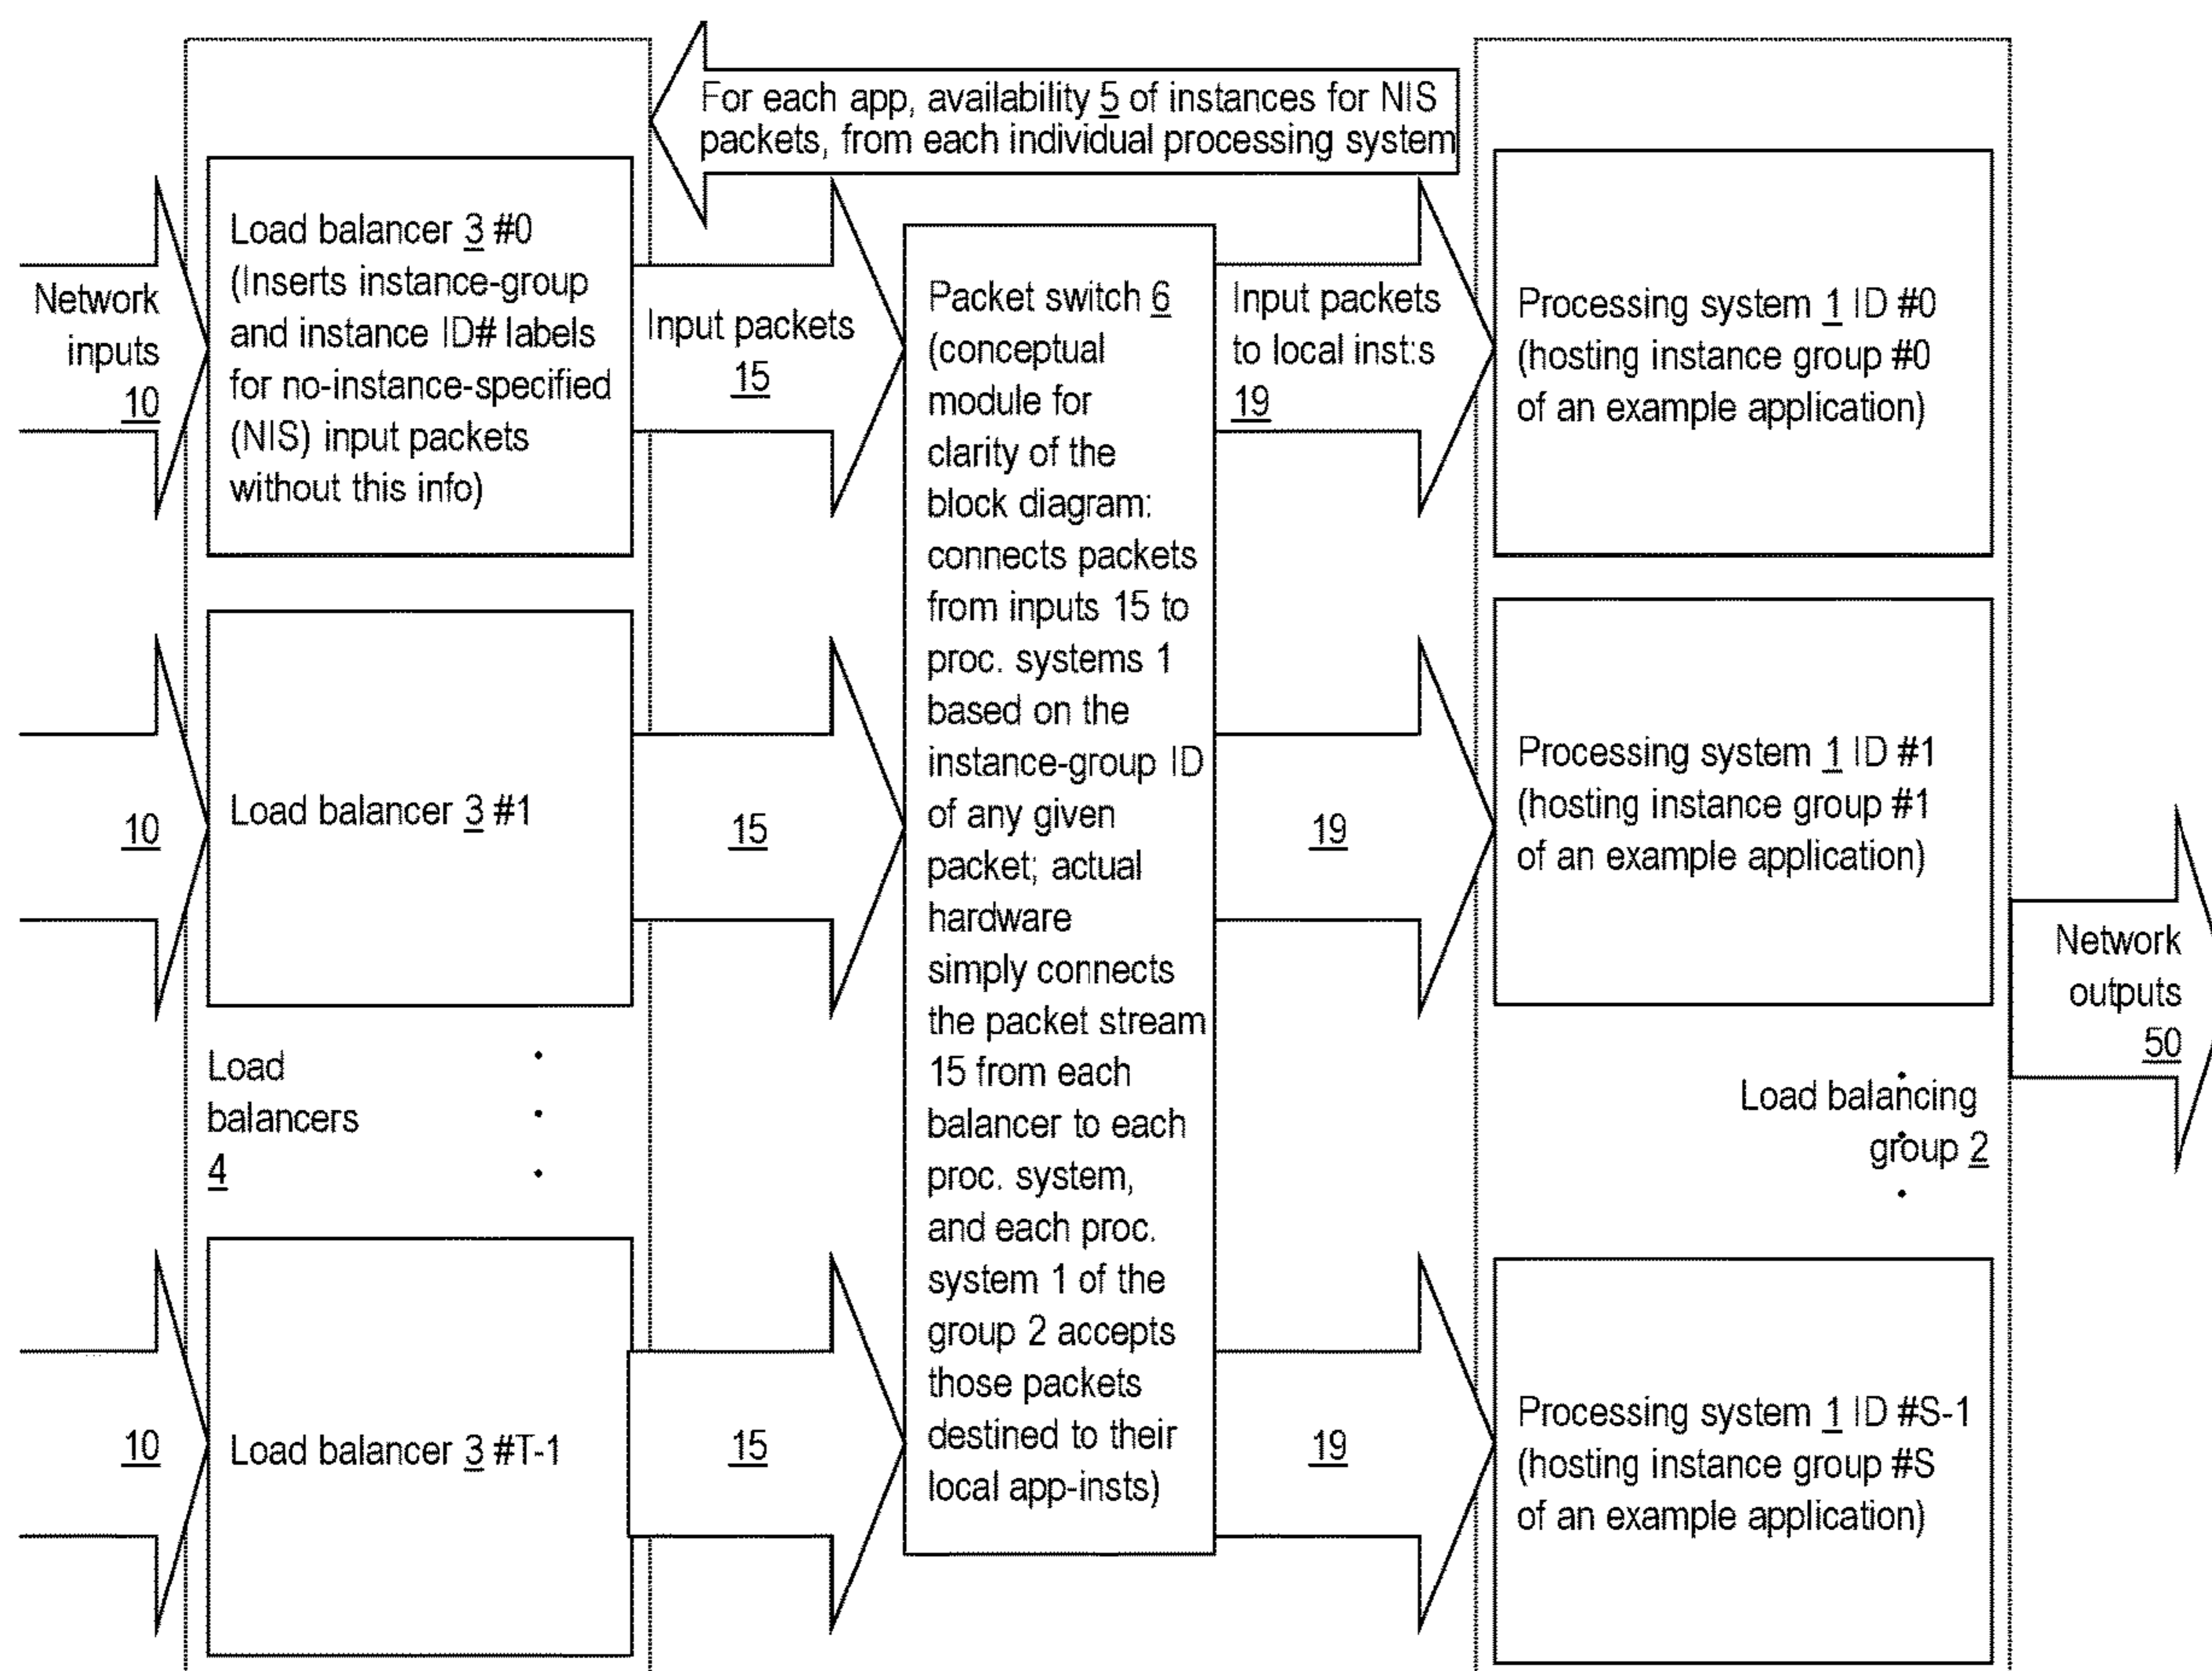 For each app, availability 5 of instances for NIS
packets, from each individual processing system
Network
inputs
10
Load balancer 3 #0
(Inserts instance-group
and instance ID# labels
for no-instance-specified
(NIS) input packets
without this info)
Input packets
15
Packet switch 6
(conceptual
module for
clarity of the
block diagram:
connects packets
from inputs 15 to
proc. systems 1
based on the
instance-group ID
of any given
packet; actual
hardware
simply connects
the packet stream
15 from each
balancer to each
proc. system,
and each proc.
system 1 of the
group 2 accepts
those packets
destined to their
local app-insts)
Input packets
to local inst:s
19
Processing system 1 ID #0
(hosting instance group #0
of an example application)
10
Load balancer 3 #1
15
19
Processing system 1 ID #1
(hosting instance group #1
of an example application)
Network
outputs
50
Load
balancers
4
Load balancing
group 2
10
Load balancer 3 #T-1
15
19
Processing system 1 ID #S-1
(hosting instance group #S
of an example application)